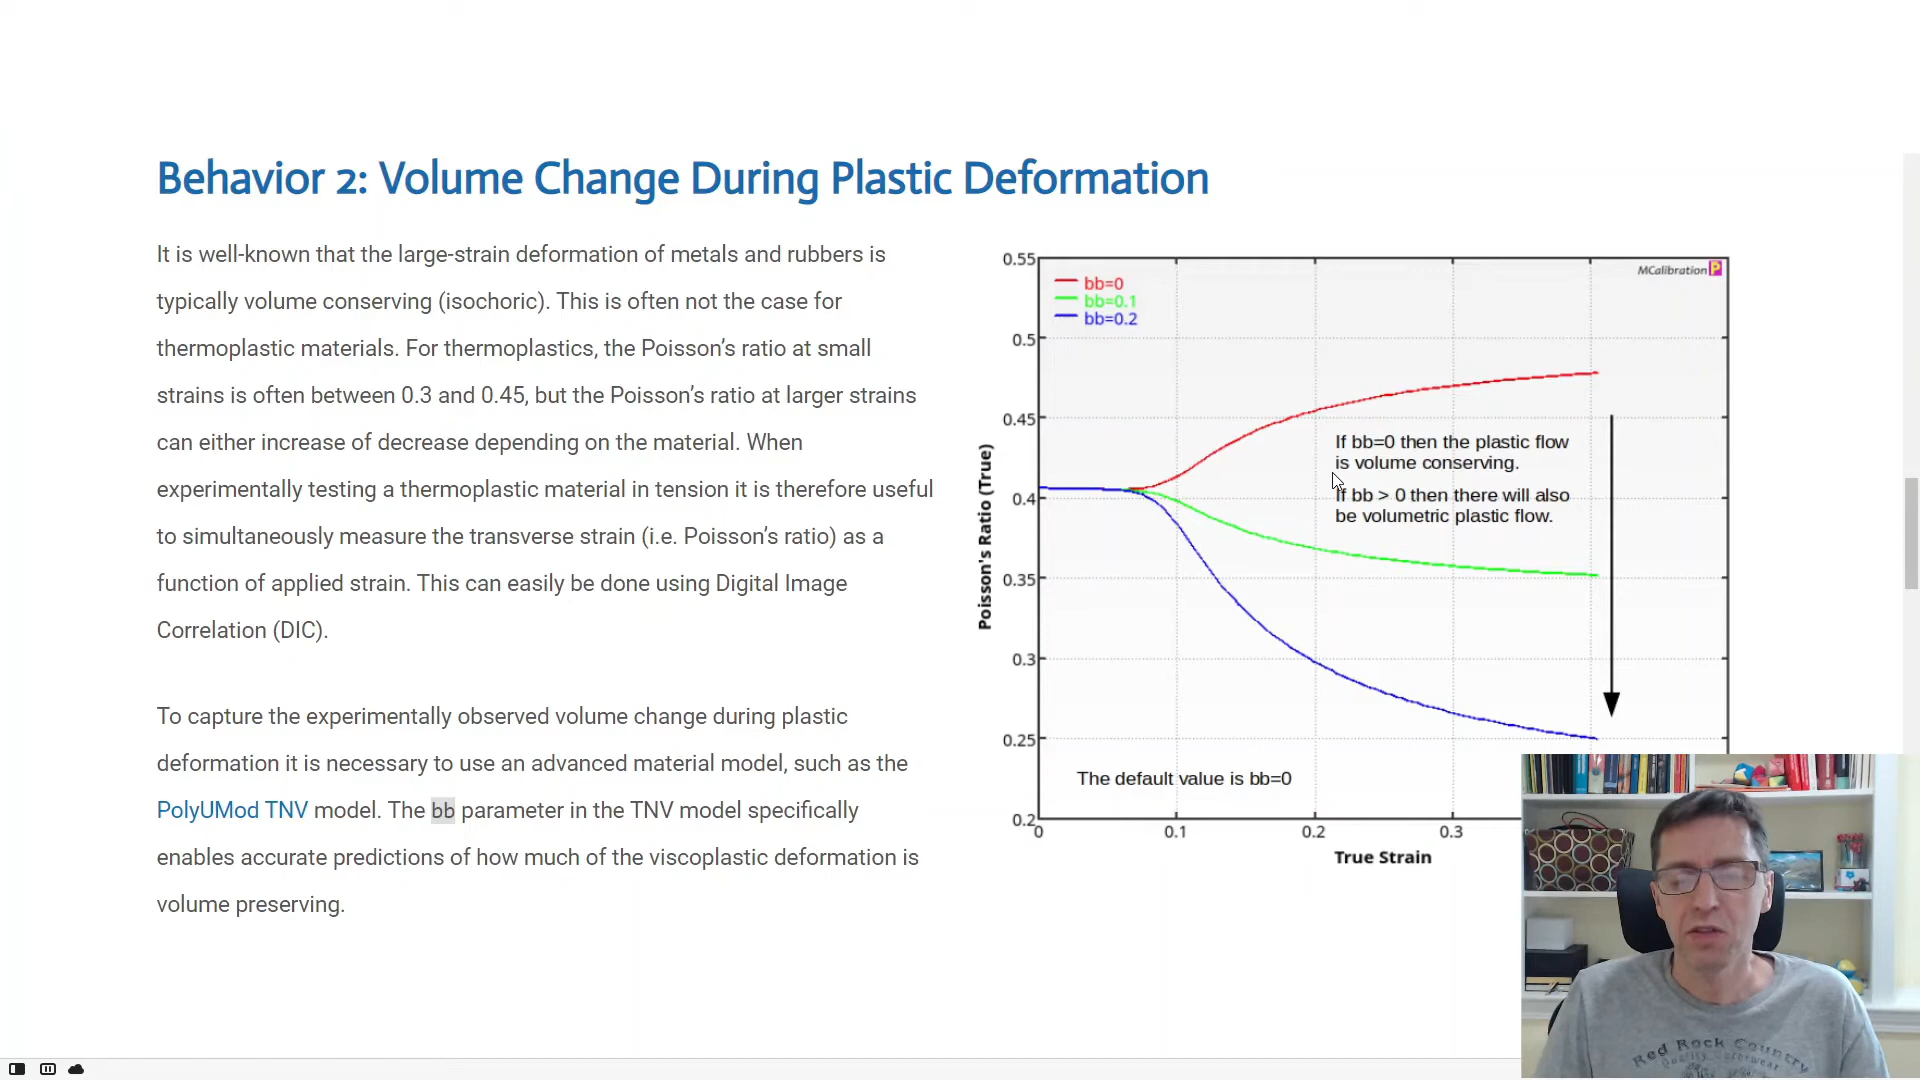 Behavior 2: Volume Change During Plastic Deformation
It is well-known that the large-strain deformation of metals and rubbers is
typically volume conserving (isochoric). This is often not the case for
thermoplastic materials. For thermoplastics, the Poisson’s ratio at small
strains is often between 0.3 and 0.45, but the Poisson’s ratio at larger strains
can either increase of decrease depending on the material. When
experimentally testing a thermoplastic material in tension it is therefore useful
to simultaneously measure the transverse strain (i.e. Poisson’s ratio) as a
function of applied strain. This can easily be done using Digital Image
Correlation (DIC).
To capture the experimentally observed volume change during plastic
deformation it is necessary to use an advanced material model, such as the
PolyUMod TNV model. The bb parameter in the TNV model specifically
enables accurate predictions of how much of the viscoplastic deformation is
volume preserving.
MCalibration P
bb=0
bb=0.1
bb=0.2
0.55
0.5
0.45
0.4
0.35
0.3
0.25
0.2
Poisson's Ratio (True)
If bb=0 then the plastic flow
is volume conserving.
If bb > 0 then there will also
be volumetric plastic flow.
The default value is bb=0
0
0.1
0.2
0.3
True Strain
Red Rock Country